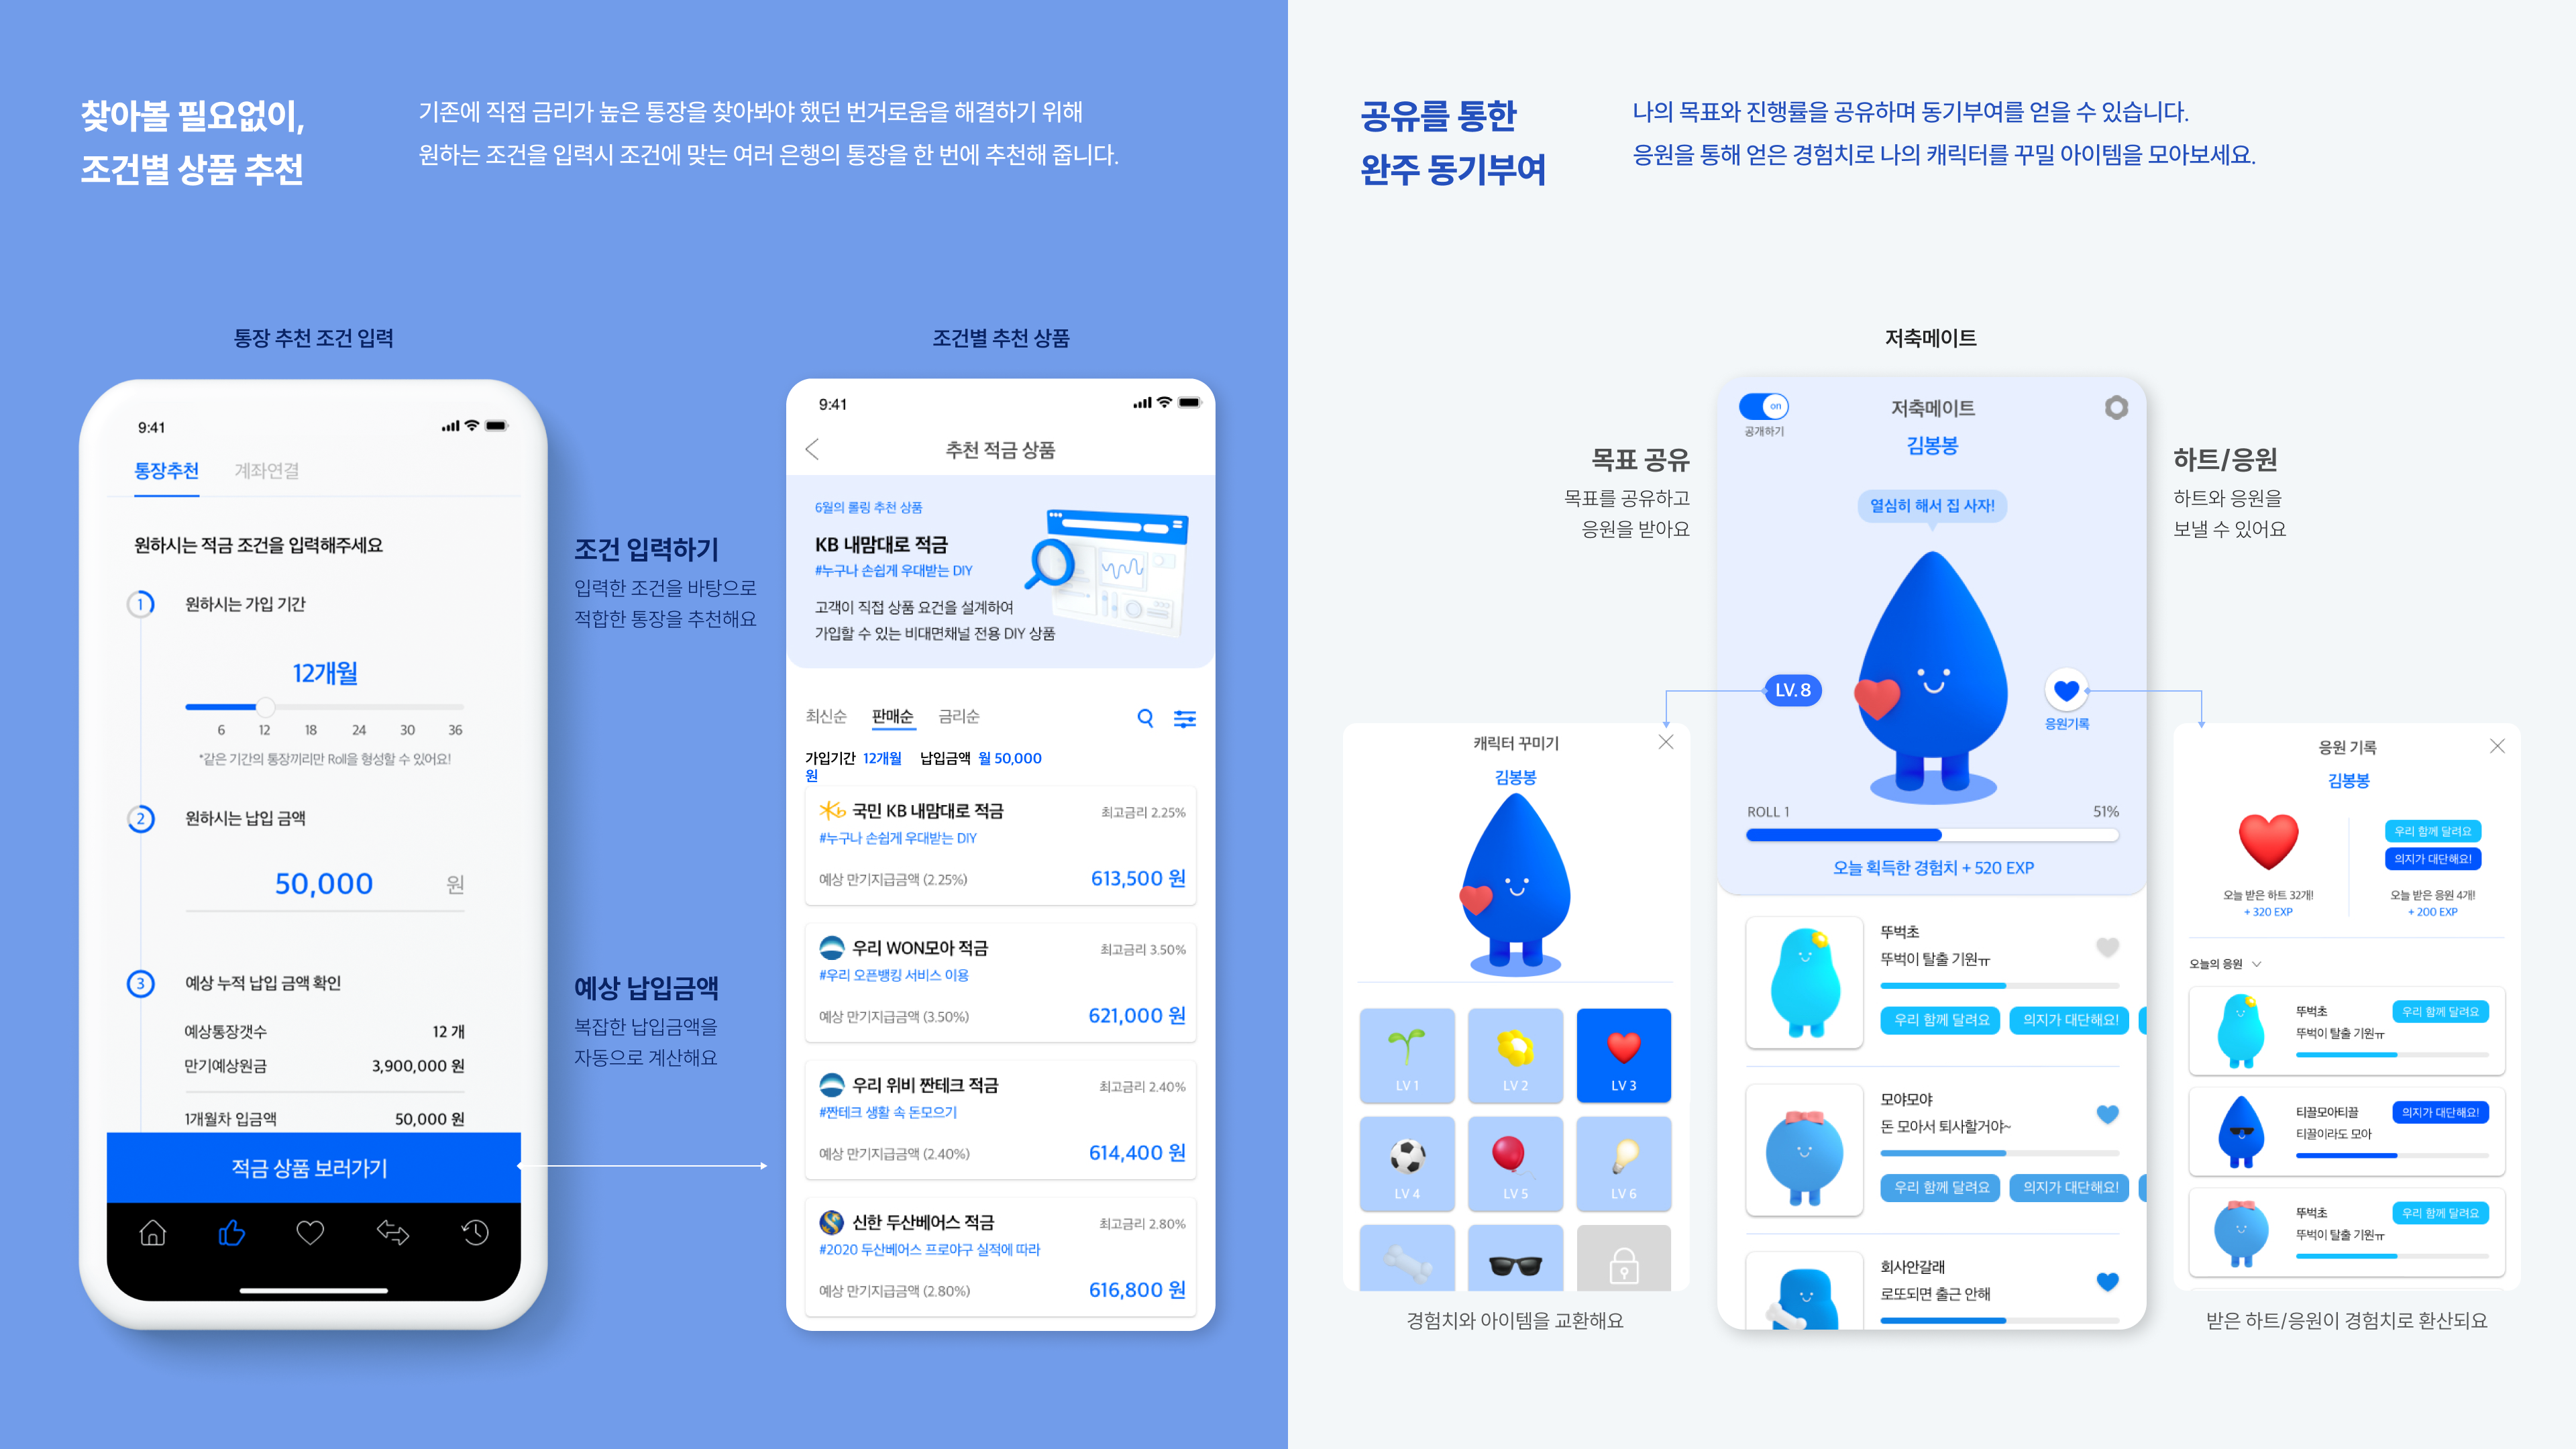 찾아볼 필요없이,
조건별 상품 추천
기존에 직접 금리가 높은 통장을 찾아봐야 했던 번거로움을 해결하기 위해
원하는 조건을 입력시 조건에 맞는 여러 은행의 통장을 한 번에 추천해 줍니다.
통장 추천 조건 입력
9:41
통장추천 계좌연결
원하시는 적금 조건을 입력해주세요
1 원하시는 가입 기간
12개월
6 12 18 24 30 36
*같은 기간의 통장끼리만 Roll을 형성할 수 있어요!
2 원하시는 납입 금액
50,000 원
3 예상 누적 납입 금액 확인
예상통장갯수 12 개
만기예상원금 3,900,000 원
1개월차 입금액 50,000 원
적금 상품 보러가기
조건 입력하기
입력한 조건을 바탕으로
적합한 통장을 추천해요
예상 납입금액
복잡한 납입금액을
자동으로 계산해요
조건별 추천 상품
9:41
추천 적금 상품
6월의 롤링 추천 상품
KB 내맘대로 적금
#누구나 손쉽게 우대받는 DIY
고객이 직접 상품 요건을 설계하여
가입할 수 있는 비대면채널 전용 DIY 상품
최신순 판매순 금리순
가입기간 12개월 납입금액 월 50,000
원
국민 KB 내맘대로 적금 최고금리 2.25%
#누구나 손쉽게 우대받는 DIY
예상 만기지급금액 (2.25%) 613,500 원
우리 WON모아 적금 최고금리 3.50%
#우리 오픈뱅킹 서비스 이용
예상 만기지급금액 (3.50%) 621,000 원
우리 위비 짠테크 적금 최고금리 2.40%
#짠테크 생활 속 돈모으기
예상 만기지급금액 (2.40%) 614,400 원
신한 두산베어스 적금 최고금리 2.80%
#2020 두산베어스 프로야구 실적에 따라
예상 만기지급금액 (2.80%) 616,800 원
공유를 통한
완주 동기부여
나의 목표와 진행률을 공유하며 동기부여를 얻을 수 있습니다.
응원을 통해 얻은 경험치로 나의 캐릭터를 꾸밀 아이템을 모아보세요.
저축메이트
목표 공유
목표를 공유하고
응원을 받아요
캐릭터 꾸미기
김봉봉
LV 1 LV 2 LV 3
LV 4 LV 5 LV 6
경험치와 아이템을 교환해요
on
공개하기
저축메이트
김봉봉
열심히 해서 집 사자!
LV. 8
응원기록
ROLL 1 51%
오늘 획득한 경험치 + 520 EXP
뚜벅초
뚜벅이 탈출 기원ㅠ
우리 함께 달려요 의지가 대단해요!
모야모야
돈 모아서 퇴사할거야~
우리 함께 달려요 의지가 대단해요!
회사안갈래
로또되면 출근 안해
하트/응원
하트와 응원을
보낼 수 있어요
응원 기록
김봉봉
우리 함께 달려요
의지가 대단해요!
오늘 받은 하트 32개! 오늘 받은 응원 4개!
+ 320 EXP + 200 EXP
오늘의 응원
뚜벅초 우리 함께 달려요
뚜벅이 탈출 기원ㅠ
티끌모아티끌 의지가 대단해요!
티끌이라도 모아
뚜벅초 우리 함께 달려요
뚜벅이 탈출 기원ㅠ
받은 하트/응원이 경험치로 환산되요